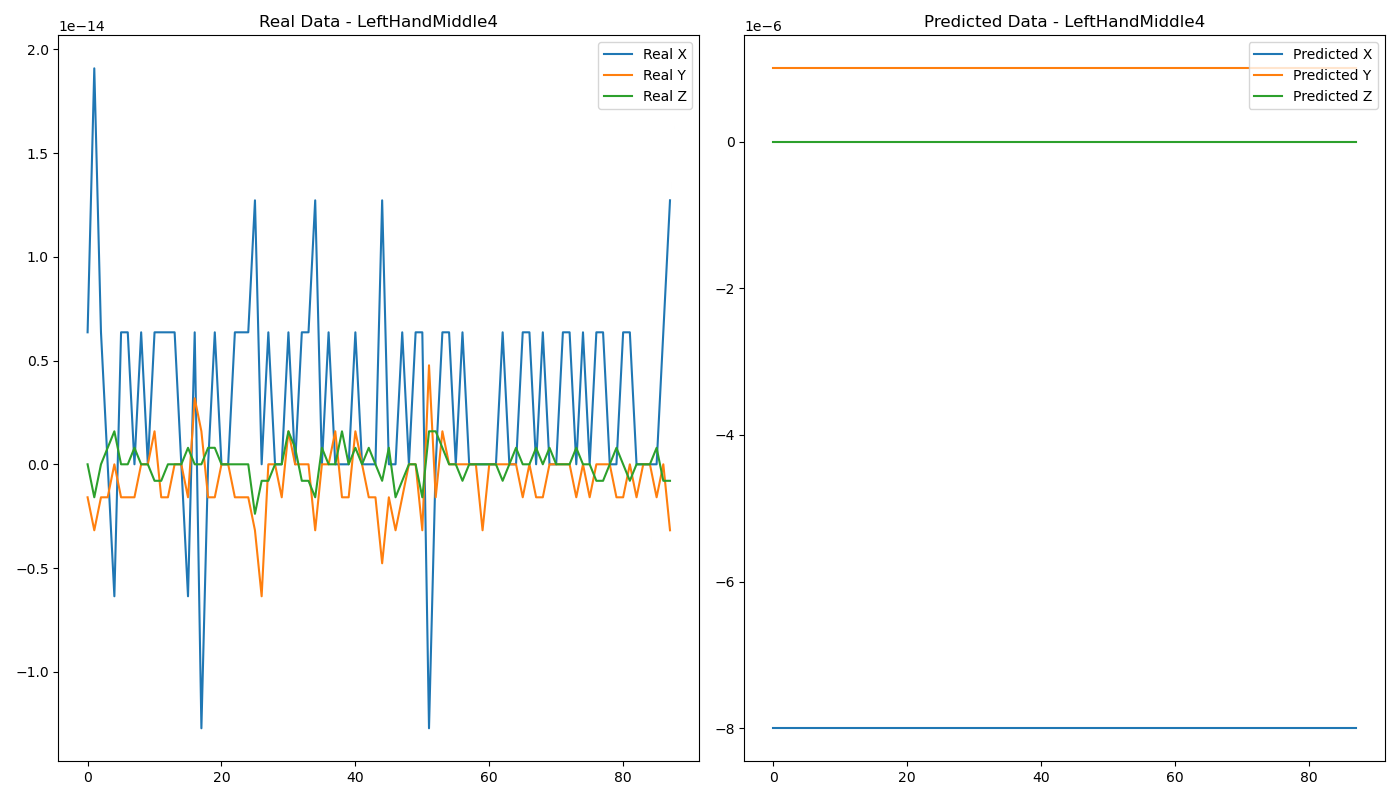 Real Data - LeftHandMiddle4
1e−14
2.0
1.5
1.0
0.5
0.0
−0.5
−1.0
0
20
40
60
80
Real X
Real Y
Real Z
Predicted Data - LeftHandMiddle4
1e−6
0
−2
−4
−6
−8
0
20
40
60
80
Predicted X
Predicted Y
Predicted Z